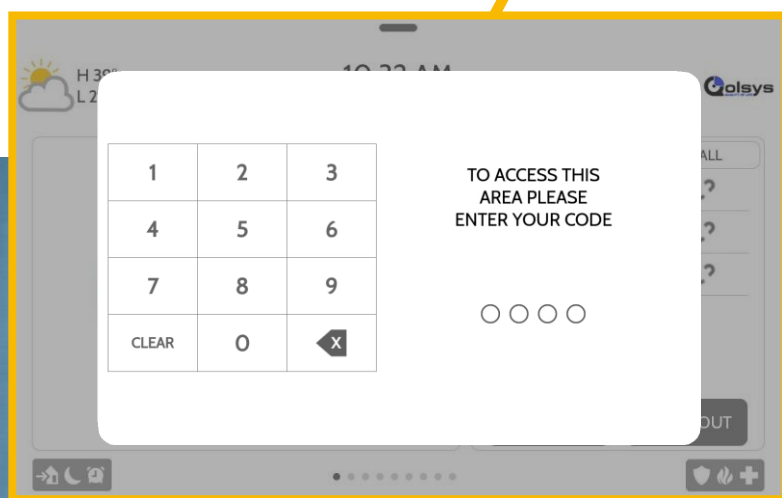 H 39°
L 2
10:32 AM
Qolsys
ALL
1 2 3
4 5 6
7 8 9
CLEAR 0 X
TO ACCESS THIS
AREA PLEASE
ENTER YOUR CODE
OUT